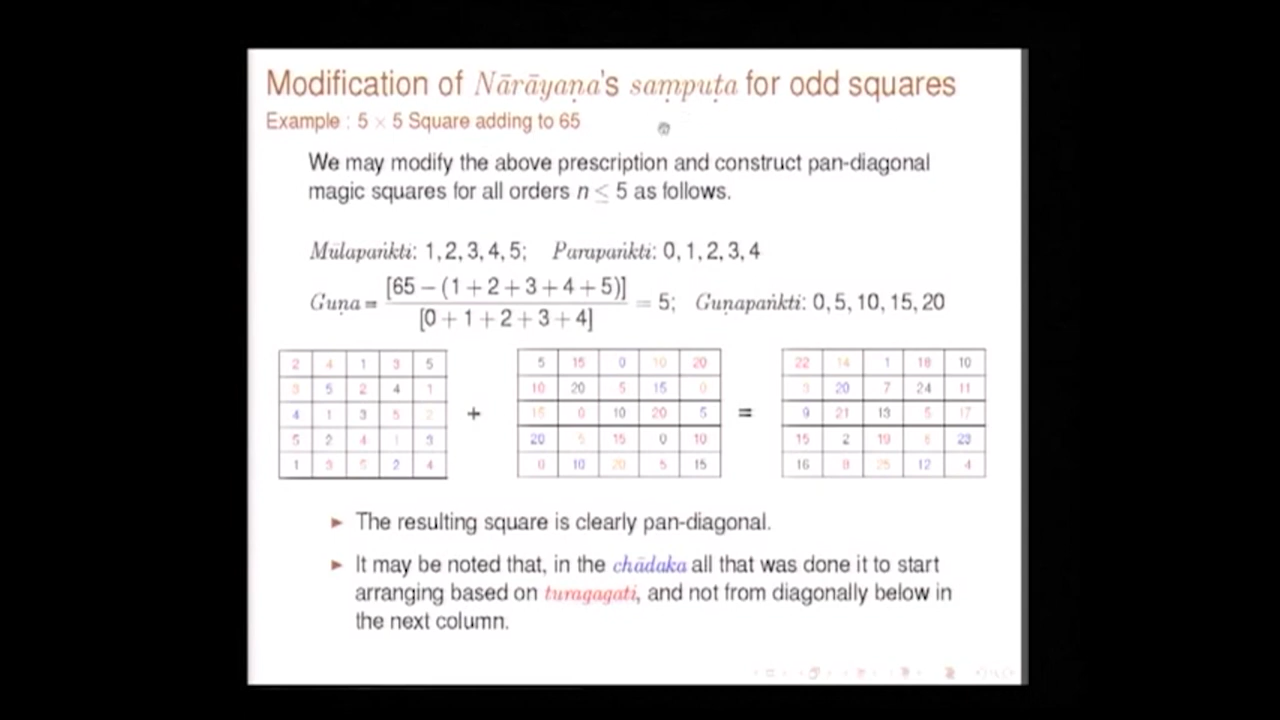 Modification of Nārāyaṇa's saṃpuṭa for odd squares
Example : 5 × 5 Square adding to 65
We may modify the above prescription and construct pan-diagonal
magic squares for all orders n ≤ 5 as follows.
Mūlapaṅkti: 1, 2, 3, 4, 5; Parapaṅkti: 0, 1, 2, 3, 4
Guṇa = [65 − (1 + 2 + 3 + 4 + 5)] / [0 + 1 + 2 + 3 + 4] = 5; Guṇapaṅkti: 0, 5, 10, 15, 20
2 4 1 3 5 5 15 0 10 20 22 14 1 18 10
3 5 2 4 1 10 20 5 15 0 3 20 7 24 11
4 1 3 5 2 + 15 0 10 20 5 = 9 21 13 5 17
5 2 4 1 3 20 5 15 0 10 15 2 19 6 23
1 3 5 2 4 0 10 20 5 15 16 8 25 12 4
► The resulting square is clearly pan-diagonal.
► It may be noted that, in the chādaka all that was done it to start
arranging based on turagagati, and not from diagonally below in
the next column.